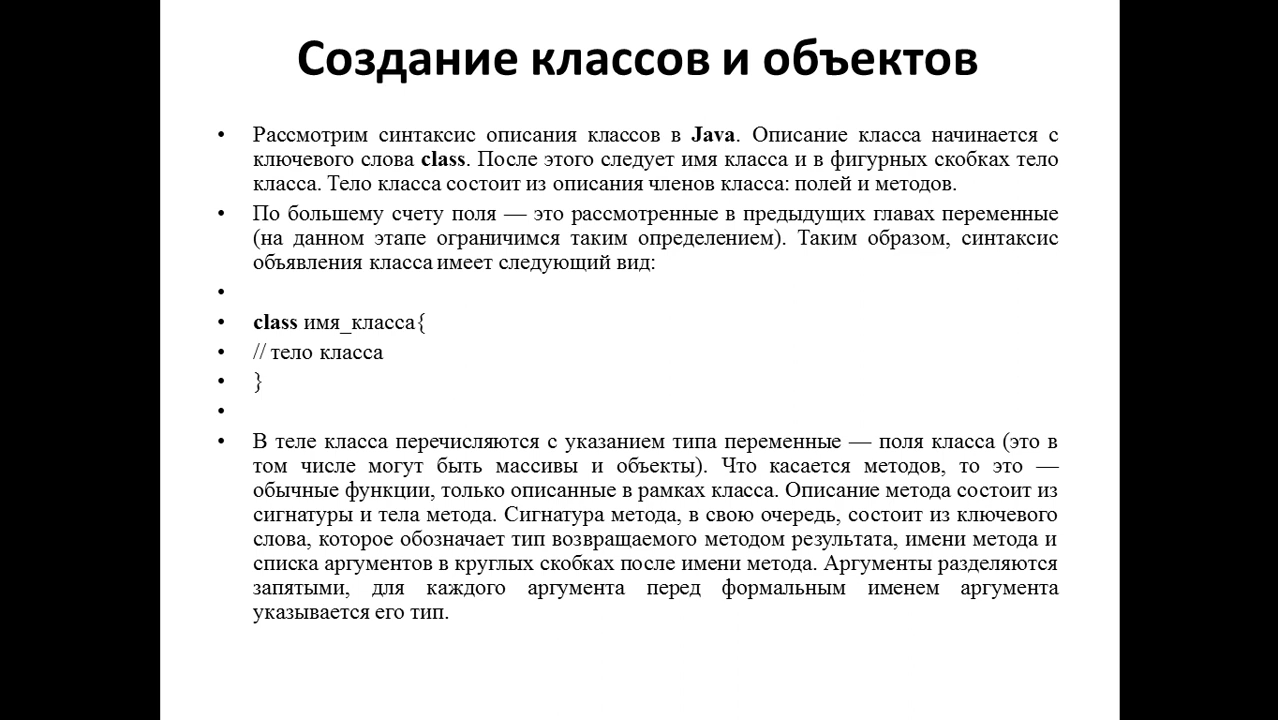 Создание классов и объектов
• Рассмотрим синтаксис описания классов в Java. Описание класса начинается с
ключевого слова class. После этого следует имя класса и в фигурных скобках тело
класса. Тело класса состоит из описания членов класса: полей и методов.
• По большему счету поля — это рассмотренные в предыдущих главах переменные
(на данном этапе ограничимся таким определением). Таким образом, синтаксис
объявления класса имеет следующий вид:
•
• class имя_класса{
• // тело класса
• }
•
• В теле класса перечисляются с указанием типа переменные — поля класса (это в
том числе могут быть массивы и объекты). Что касается методов, то это —
обычные функции, только описанные в рамках класса. Описание метода состоит из
сигнатуры и тела метода. Сигнатура метода, в свою очередь, состоит из ключевого
слова, которое обозначает тип возвращаемого методом результата, имени метода и
списка аргументов в круглых скобках после имени метода. Аргументы разделяются
запятыми, для каждого аргумента перед формальным именем аргумента
указывается его тип.